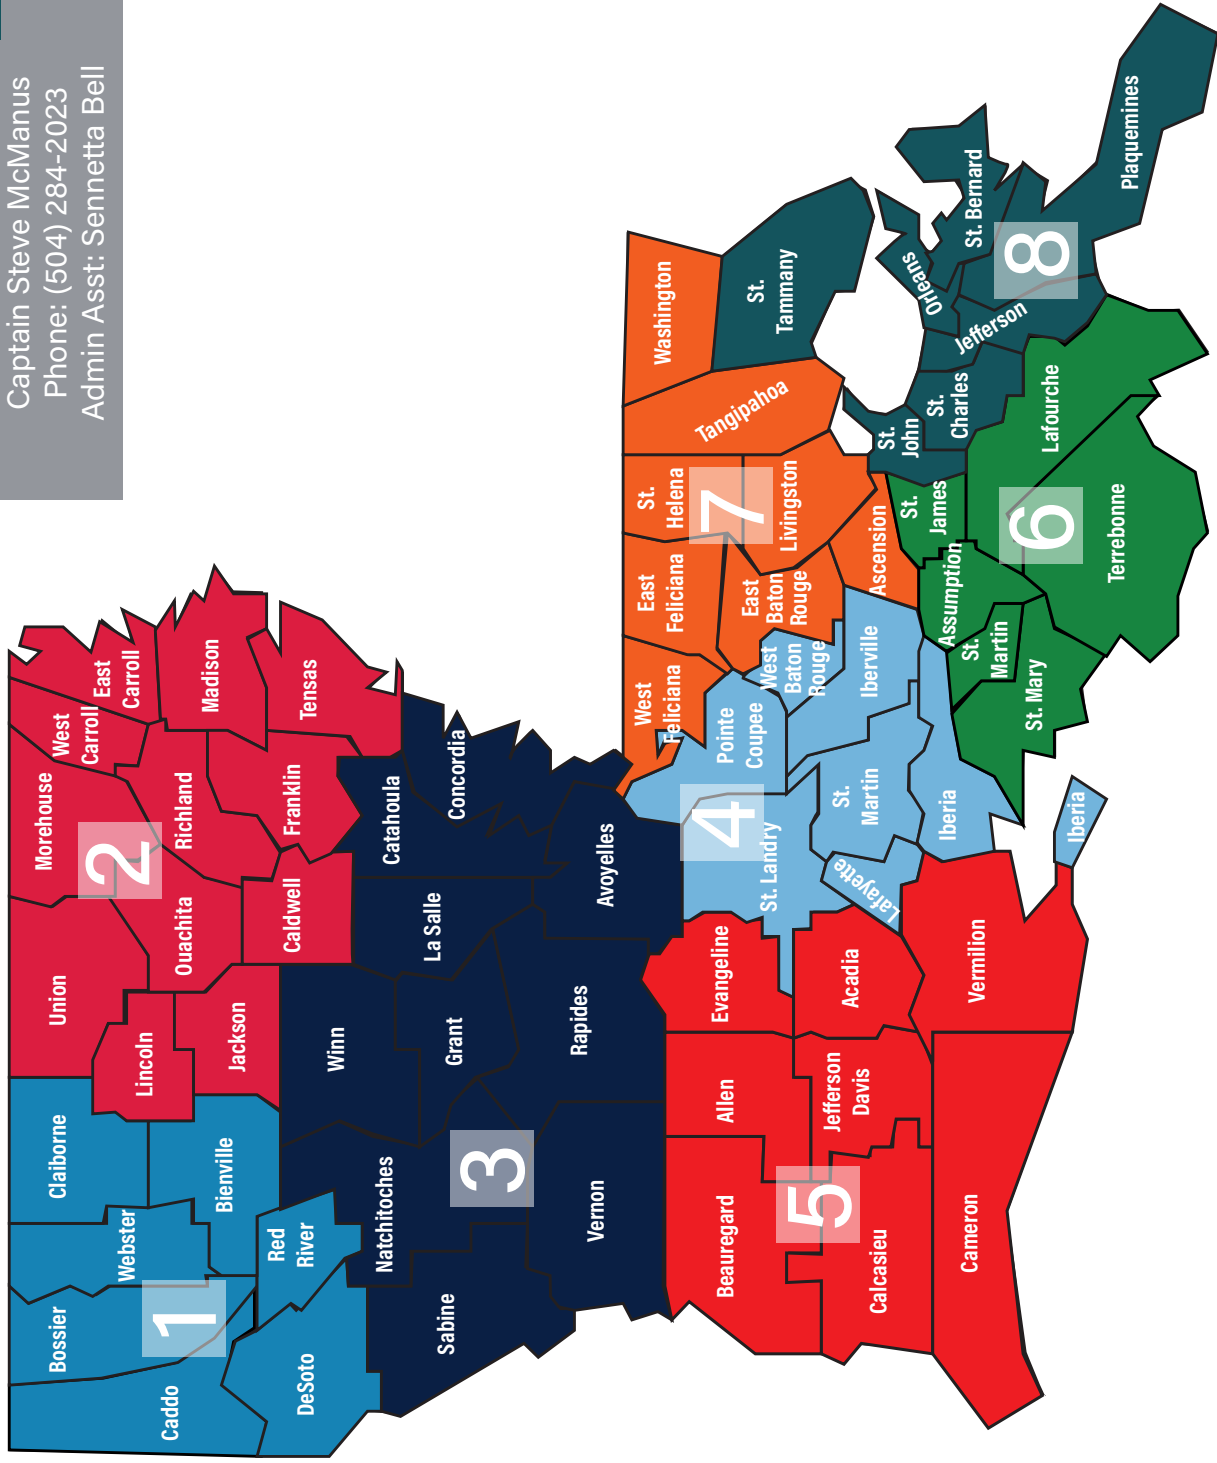 Captain Steve McManus
Phone: (504) 284-2023
Admin Asst: Sennetta Bell
Caddo
Bossier
Webster
Claiborne
Bienville
Red
River
DeSoto
1
Union
Lincoln
Jackson
Ouachita
Morehouse
West
Carroll
East
Carroll
Richland
Madison
Franklin
Tensas
Caldwell
2
Winn
Natchitoches
Sabine
Grant
La Salle
Catahoula
Concordia
Avoyelles
Rapides
Vernon
3
Pointe
Coupee
West
Baton
Rouge
Iberville
St. Landry
St.
Martin
Lafayette
Iberia
Iberia
4
Beauregard
Allen
Evangeline
Acadia
Jefferson
Davis
Calcasieu
Cameron
Vermilion
5
St.
James
Assumption
St.
Martin
St. Mary
Terrebonne
Lafourche
6
West
Feliciana
East
Feliciana
St.
Helena
Tangipahoa
Washington
Livingston
East
Baton
Rouge
Ascension
7
St.
Tammany
Orleans
St. Bernard
Plaquemines
Jefferson
St.
Charles
St.
John
8